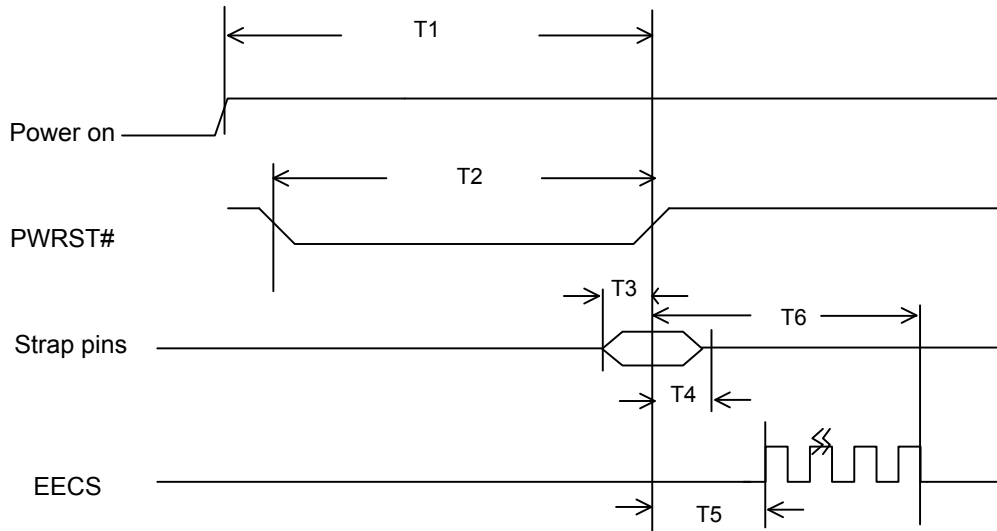 T1
Power on
T2
PWRST#
T3
T6
Strap pins
T4
EECS
T5